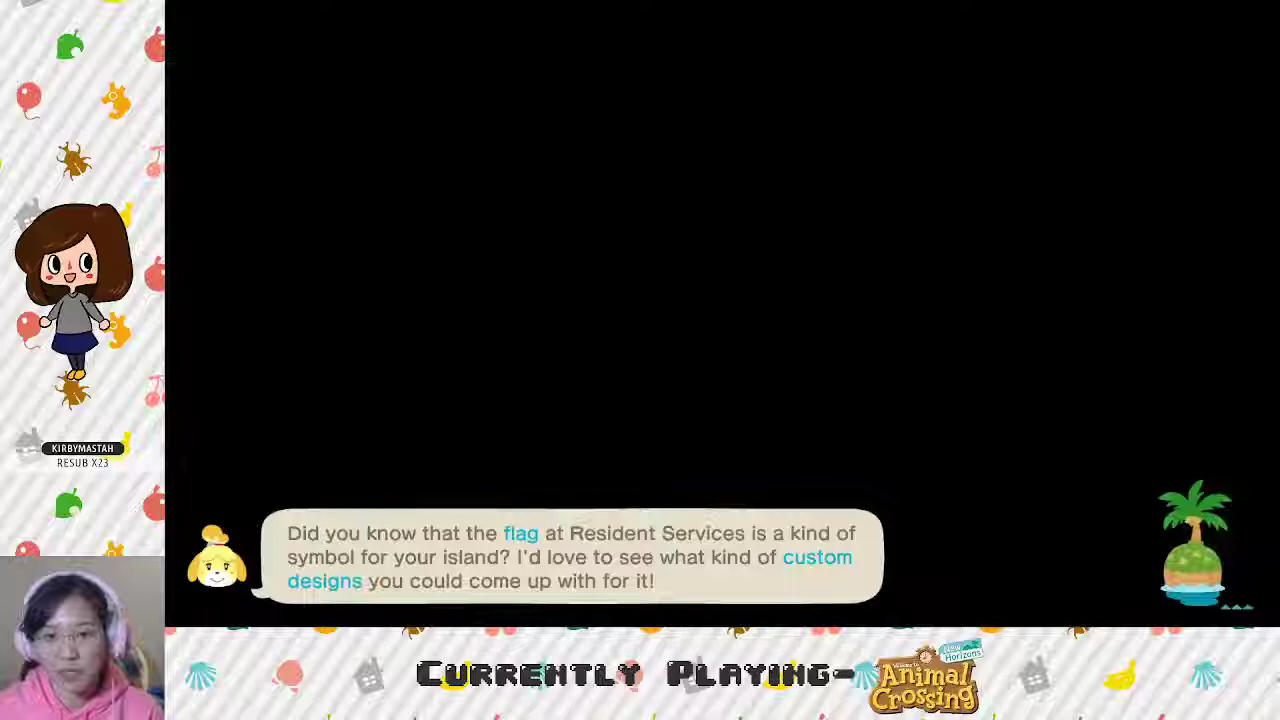 KIRBYMASTAH
RESUB X23
Did you know that the flag at Resident Services is a kind of
symbol for your island? I'd love to see what kind of custom
designs you could come up with for it!
Currently Playing-
New
Horizons
Animal
Crossing